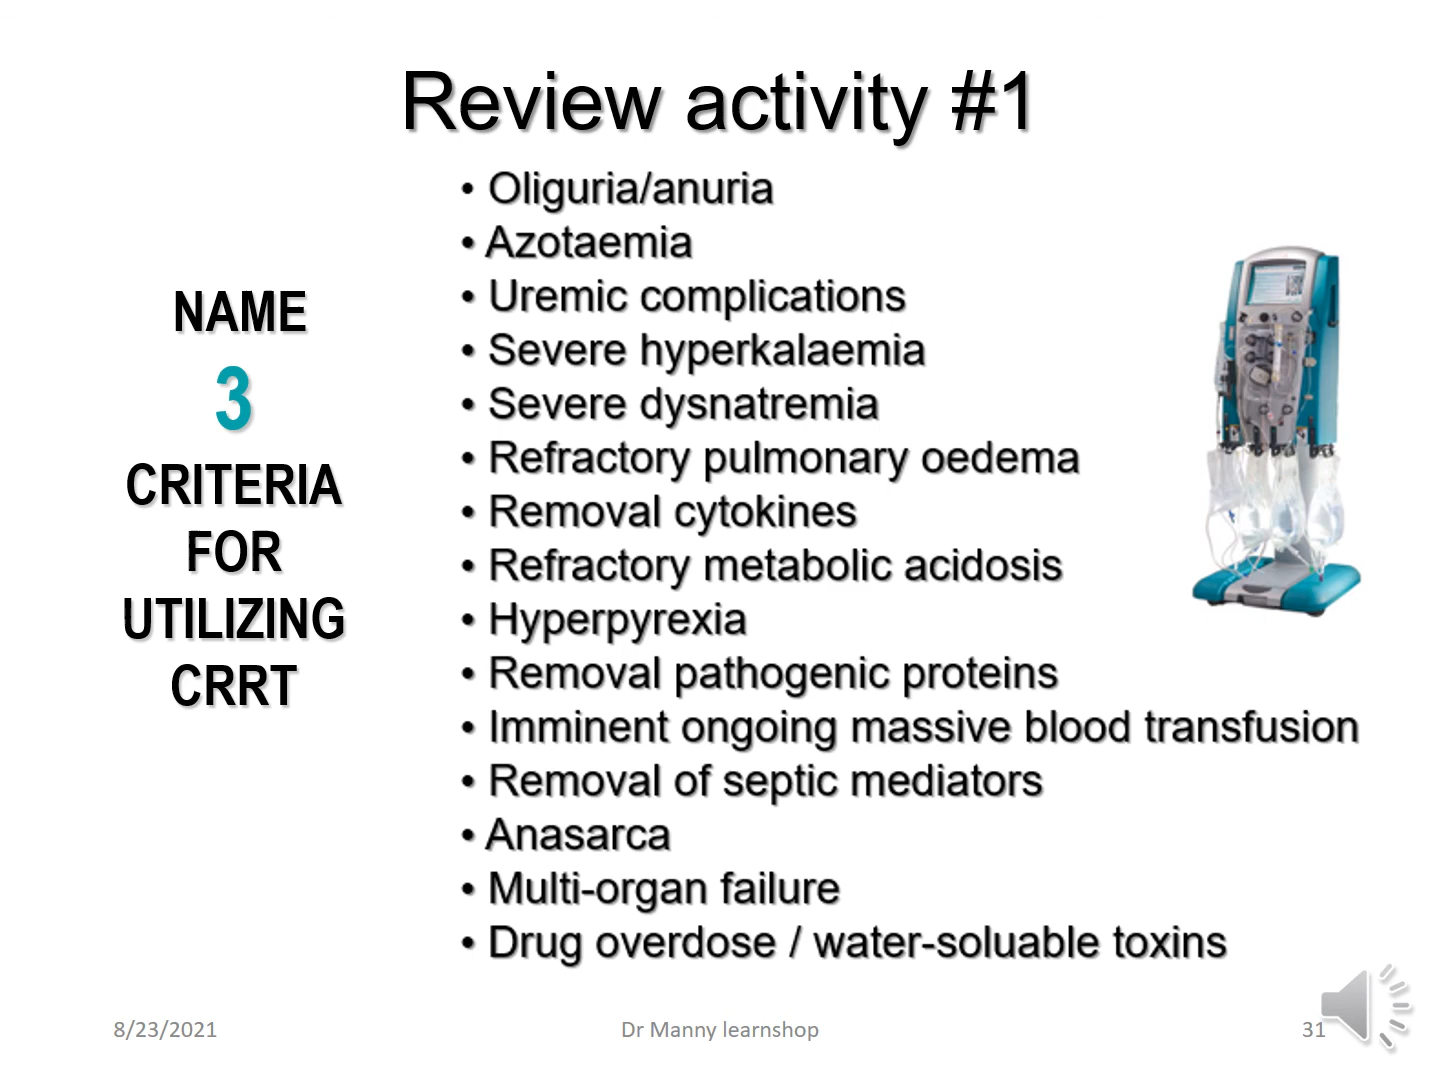 Review activity #1
NAME
3
CRITERIA
FOR
UTILIZING
CRRT
• Oliguria/anuria
• Azotaemia
• Uremic complications
• Severe hyperkalaemia
• Severe dysnatremia
• Refractory pulmonary oedema
• Removal cytokines
• Refractory metabolic acidosis
• Hyperpyrexia
• Removal pathogenic proteins
• Imminent ongoing massive blood transfusion
• Removal of septic mediators
• Anasarca
• Multi-organ failure
• Drug overdose / water-soluable toxins
8/23/2021
Dr Manny learnshop
31